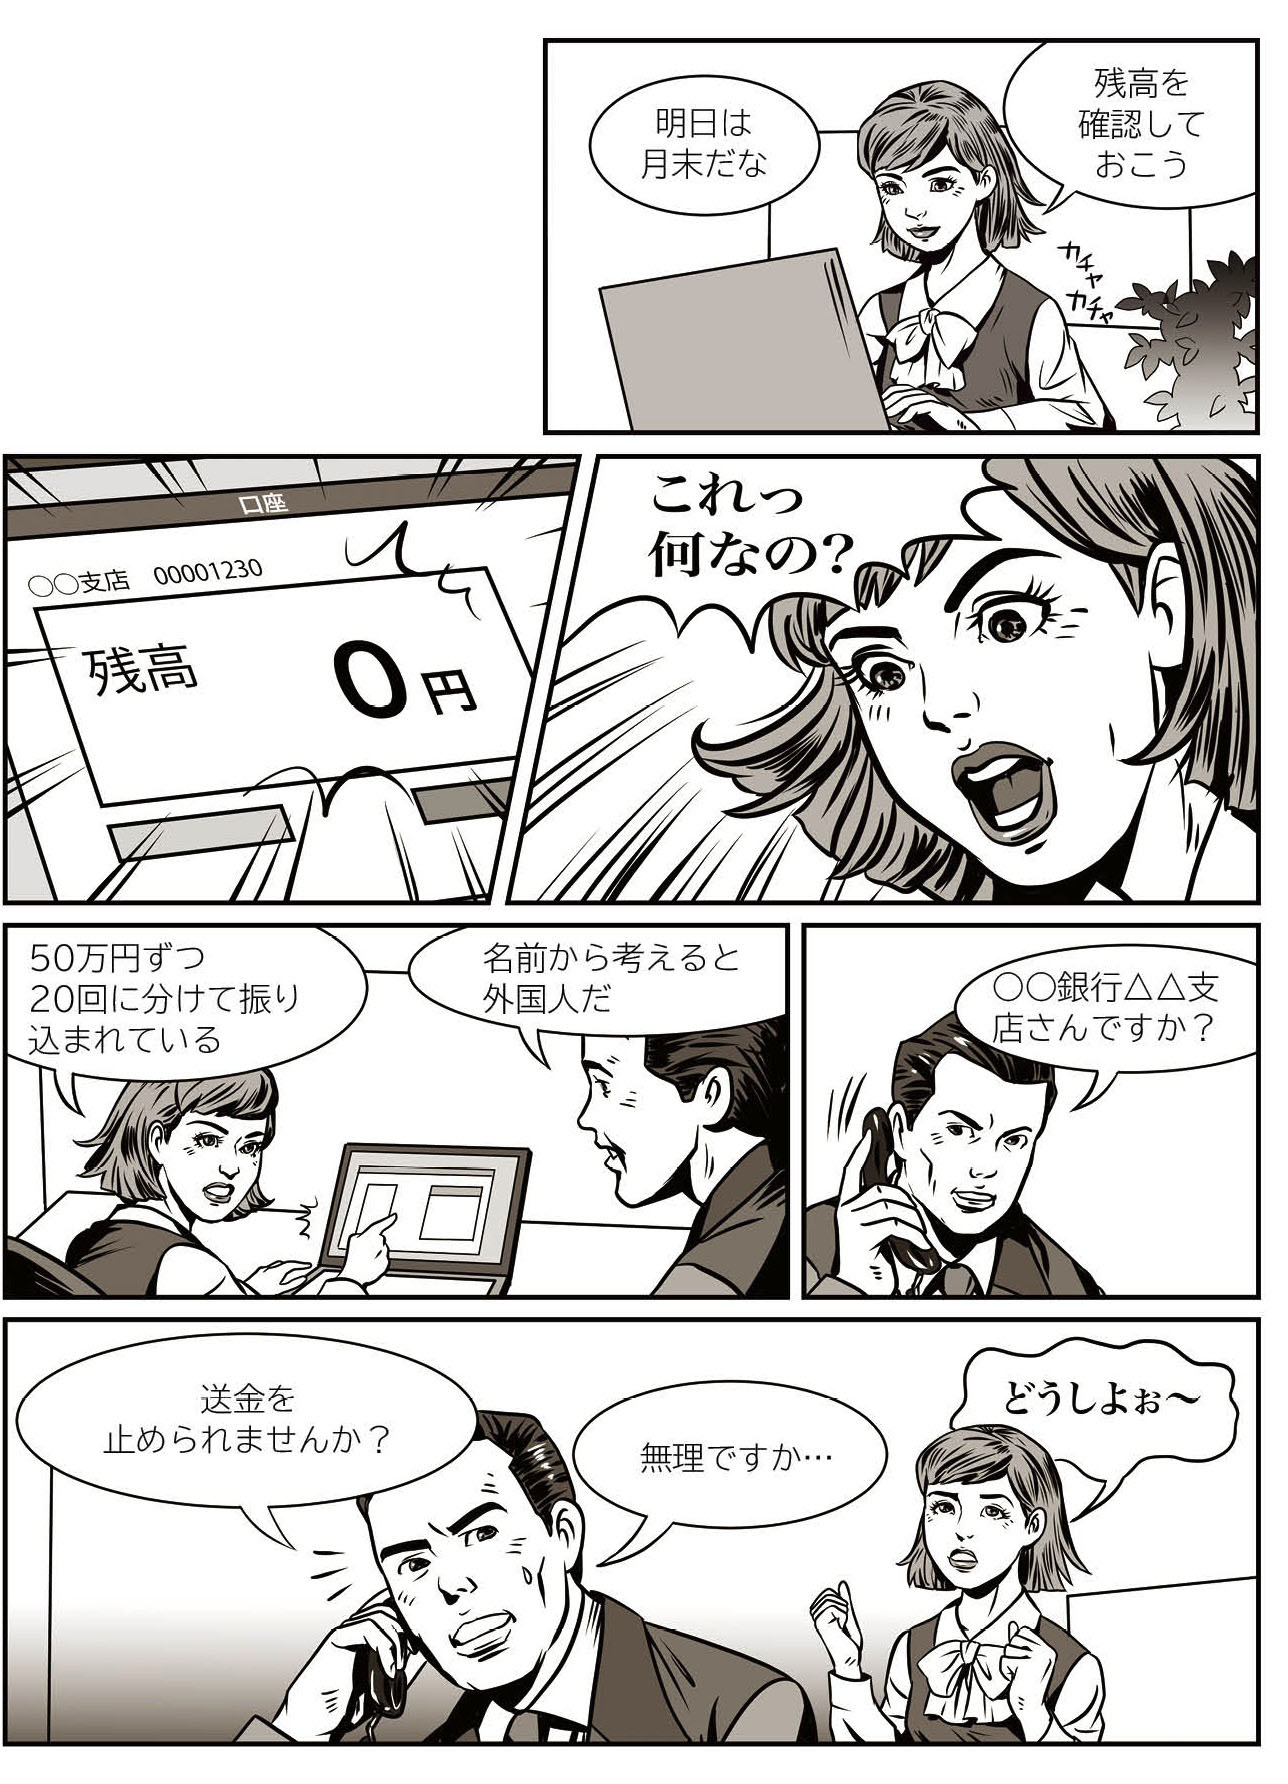 残高を
確認して
おこう
明日は
月末だな
カチャ
カチャ
これっ
何なの？
口座
〇〇支店　00001230
残高　0円
50万円ずつ
20回に分けて振り
込まれている
名前から考えると
外国人だ
〇〇銀行△△支
店さんですか？
送金を
止められませんか？
無理ですか…
どうしよぉ〜